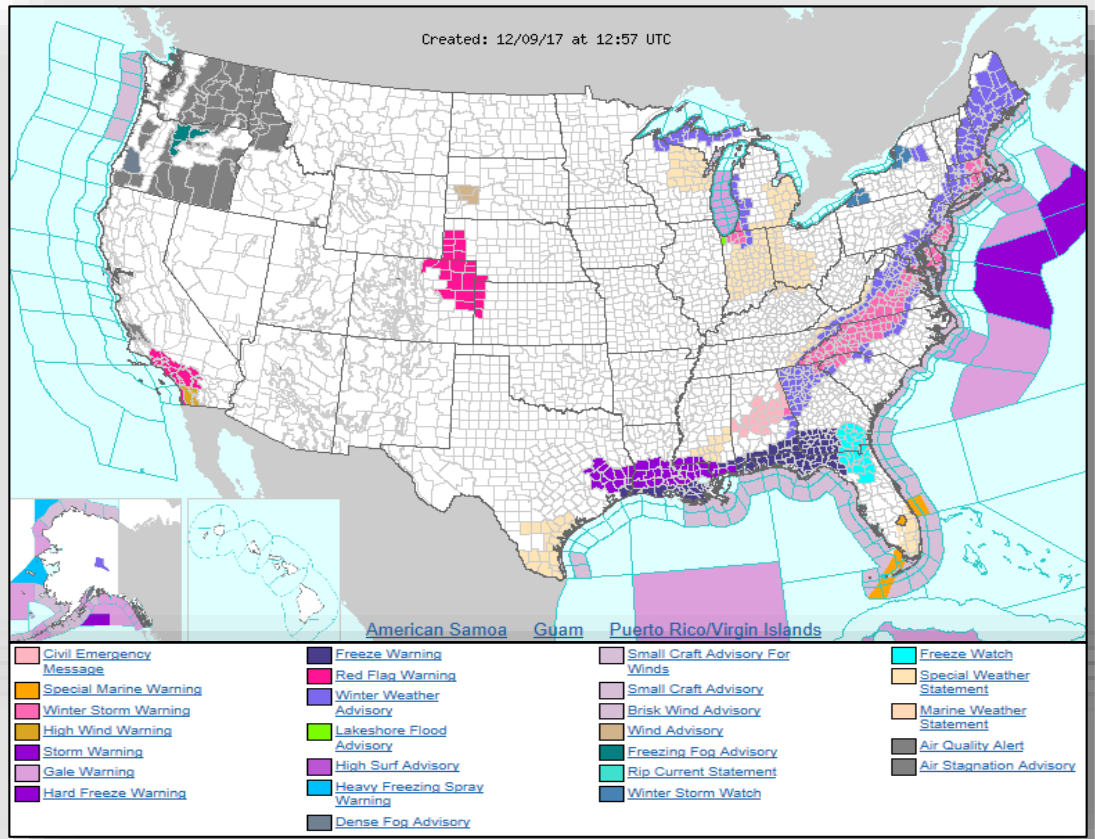 Created: 12/09/17 at 12:57 UTC
American Samoa Guam Puerto Rico/Virgin Islands
Civil Emergency
Message
Special Marine Warning
Winter Storm Warning
High Wind Warning
Storm Warning
Gale Warning
Hard Freeze Warning
Freeze Warning
Red Flag Warning
Winter Weather
Advisory
Lakeshore Flood
Advisory
High Surf Advisory
Heavy Freezing Spray
Warning
Dense Fog Advisory
Small Craft Advisory For
Winds
Small Craft Advisory
Brisk Wind Advisory
Wind Advisory
Freezing Fog Advisory
Rip Current Statement
Winter Storm Watch
Freeze Watch
Special Weather
Statement
Marine Weather
Statement
Air Quality Alert
Air Stagnation Advisory